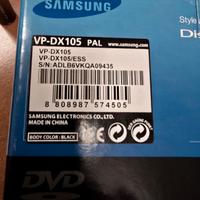 SAMSUNG
Style
VP-DX105 PAL www.samsung.com
Dis
VP-DX105
VP-DX105/ESS
S/N:ADLB6VKQA09435
8 808987 574505
SAMSUNG ELECTRONICS CO., LTD.
MADE IN CHINA
BODY COLOR : BLACK
DVD